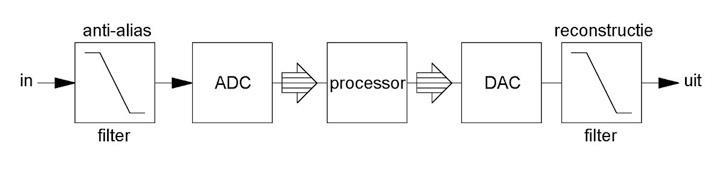 anti-alias
reconstructie
in
ADC
processor
DAC
uit
filter
filter